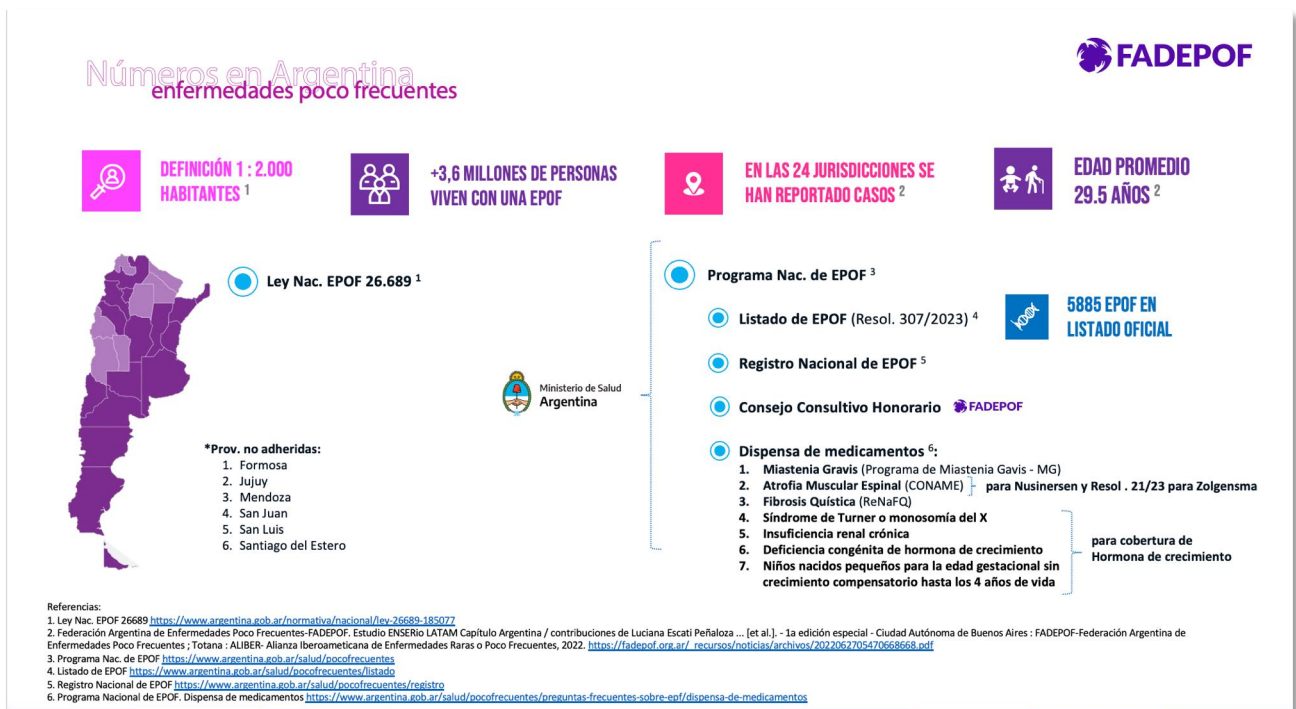 Números en Argentina
enfermedades poco frecuentes
FADEPOF
DEFINICIÓN 1 : 2.000
HABITANTES 1
+3,6 MILLONES DE PERSONAS
VIVEN CON UNA EPOF
EN LAS 24 JURISDICCIONES SE
HAN REPORTADO CASOS 2
EDAD PROMEDIO
29.5 AÑOS 2
Ley Nac. EPOF 26.689 1
*Prov. no adheridas:
1. Formosa
2. Jujuy
3. Mendoza
4. San Juan
5. San Luis
6. Santiago del Estero
Ministerio de Salud
Argentina
Programa Nac. de EPOF 3
Listado de EPOF (Resol. 307/2023) 4
5885 EPOF EN
LISTADO OFICIAL
Registro Nacional de EPOF 5
Consejo Consultivo Honorario FADEPOF
Dispensa de medicamentos 6:
1. Miastenia Gravis (Programa de Miastenia Gavis - MG)
2. Atrofia Muscular Espinal (CONAME) para Nusinersen y Resol . 21/23 para Zolgensma
3. Fibrosis Quística (ReNaFQ)
4. Síndrome de Turner o monosomía del X
5. Insuficiencia renal crónica
6. Deficiencia congénita de hormona de crecimiento
7. Niños nacidos pequeños para la edad gestacional sin
crecimiento compensatorio hasta los 4 años de vida
para cobertura de
Hormona de crecimiento
Referencias:
1. Ley Nac. EPOF 26689 https://www.argentina.gob.ar/normativa/nacional/ley-26689-185077
2. Federación Argentina de Enfermedades Poco Frecuentes-FADEPOF. Estudio ENSERio LATAM Capítulo Argentina / contribuciones de Luciana Escati Peñaloza ... [et al.]. - 1a edición especial - Ciudad Autónoma de Buenos Aires : FADEPOF-Federación Argentina de
Enfermedades Poco Frecuentes ; Totana : ALIBER- Alianza Iberoamericana de Enfermedades Raras o Poco Frecuentes, 2022. https://fadepof.org.ar/_recursos/noticias/archivos/2022062705470668668.pdf
3. Programa Nac. de EPOF https://www.argentina.gob.ar/salud/pocofrecuentes
4. Listado de EPOF https://www.argentina.gob.ar/salud/pocofrecuentes/listado
5. Registro Nacional de EPOF https://www.argentina.gob.ar/salud/pocofrecuentes/registro
6. Programa Nacional de EPOF. Dispensa de medicamentos https://www.argentina.gob.ar/salud/pocofrecuentes/preguntas-frecuentes-sobre-epf/dispensa-de-medicamentos